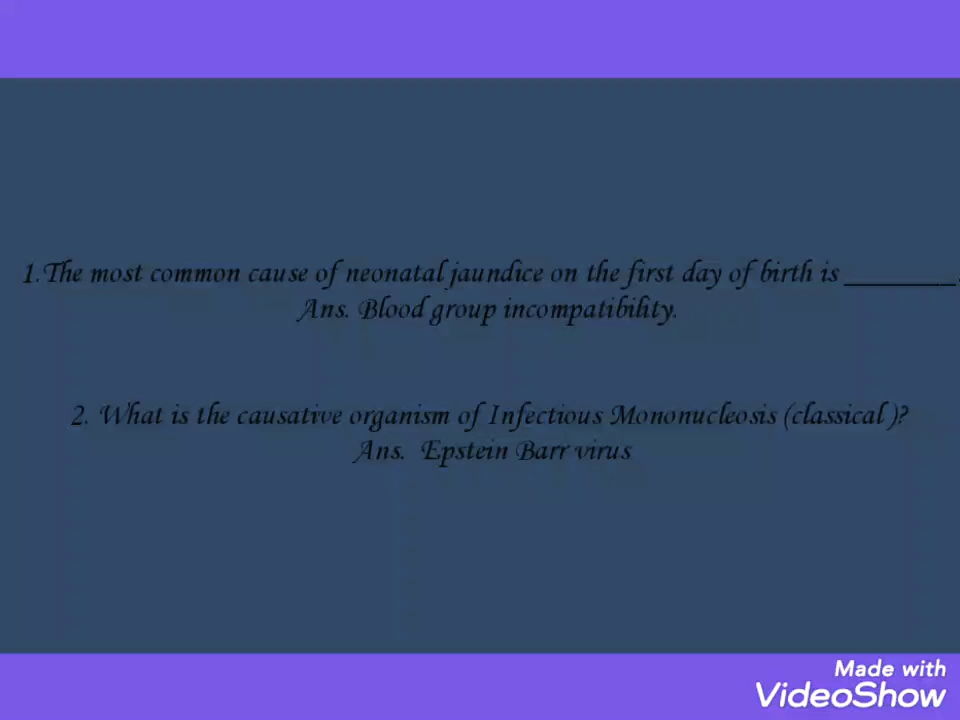 1.The most common cause of neonatal jaundice on the first day of birth is ________.
Ans. Blood group incompatibility.
2. What is the causative organism of Infectious Mononucleosis (classical )?
Ans. Epstein Barr virus
Made with
VideoShow